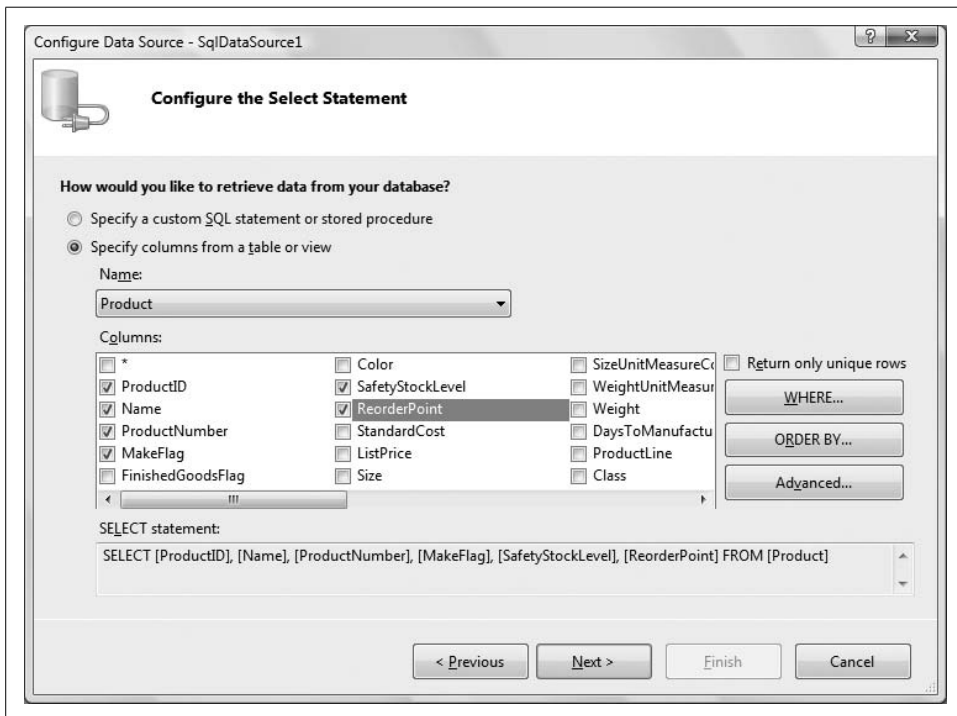 Configure Data Source - SqlDataSource1
Configure the Select Statement
How would you like to retrieve data from your database?
Specify a custom SQL statement or stored procedure
Specify columns from a table or view
Name:
Product
Columns:
* Color SizeUnitMeasureCo Return only unique rows
ProductID SafetyStockLevel WeightUnitMeasur WHERE...
Name ReorderPoint Weight
ProductNumber StandardCost DaysToManufactu ORDER BY...
MakeFlag ListPrice ProductLine
FinishedGoodsFlag Size Class Advanced...
SELECT statement:
SELECT [ProductID], [Name], [ProductNumber], [MakeFlag], [SafetyStockLevel], [ReorderPoint] FROM [Product]
< Previous Next > Finish Cancel